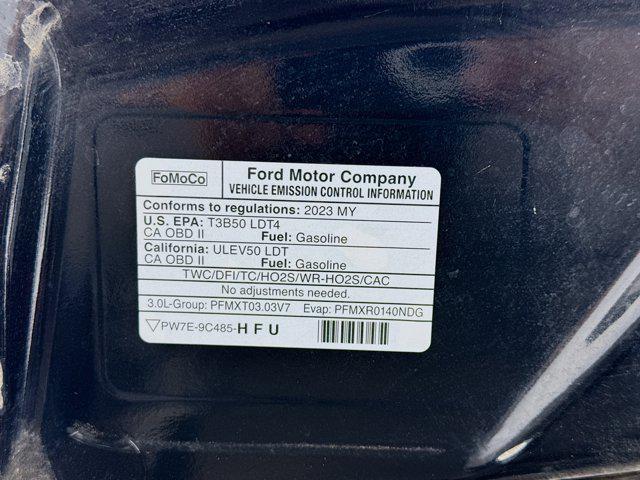 FoMoCo
Ford Motor Company
VEHICLE EMISSION CONTROL INFORMATION
Conforms to regulations: 2023 MY
U.S. EPA: T3B50 LDT4
CA OBD II Fuel: Gasoline
California: ULEV50 LDT
CA OBD II Fuel: Gasoline
TWC/DFI/TC/HO2S/WR-HO2S/CAC
No adjustments needed.
3.0L-Group: PFMXT03.03V7 Evap: PFMXR0140NDG
PW7E-9C485-HFU